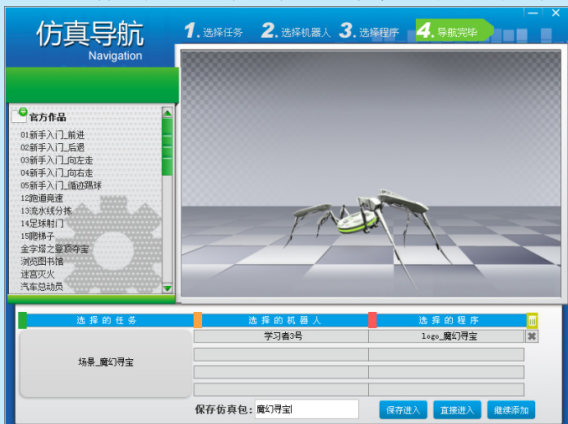 仿真导航
Navigation
1.选择任务 2.选择机器人 3.选择程序 4.导航完毕
官方作品
01新手入门_前进
02新手入门_后退
03新手入门_向左走
04新手入门_向右走
05新手入门_循迹踢球
12跑道竞速
13流水线分拣
14足球射门
15爬梯子
金字塔之登顶夺宝
浏览图书馆
迷宫灭火
汽车总动员
选择的任务 选择的机器人 选择的程序
学习者3号 logo_魔幻寻宝
场景_魔幻寻宝
保存仿真包: 魔幻寻宝 保存进入 直接进入 继续添加